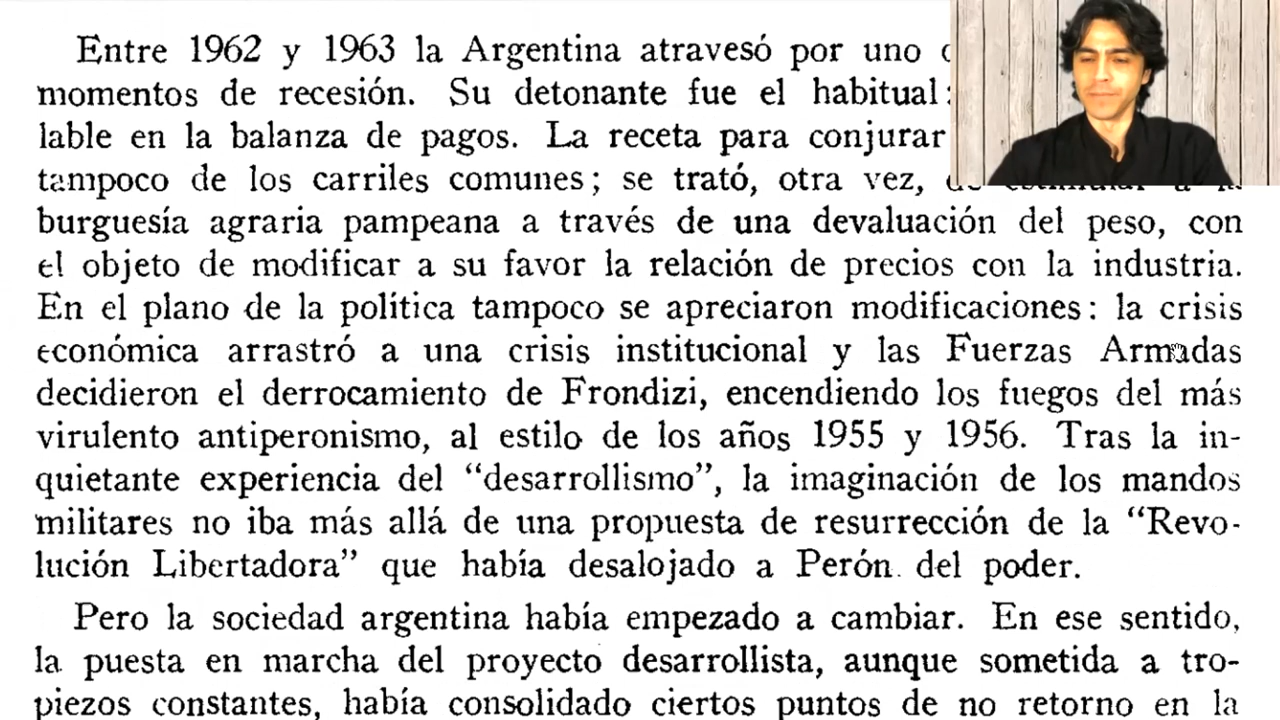 Entre 1962 y 1963 la Argentina atravesó por uno
momentos de recesión. Su detonante fue el habitual:
lable en la balanza de pagos. La receta para conjurar
tampoco de los carriles comunes; se trató, otra vez, de estimular a la
burguesía agraria pampeana a través de una devaluación del peso, con
el objeto de modificar a su favor la relación de precios con la industria.
En el plano de la política tampoco se apreciaron modificaciones: la crisis
económica arrastró a una crisis institucional y las Fuerzas Armadas
decidieron el derrocamiento de Frondizi, encendiendo los fuegos del más
virulento antiperonismo, al estilo de los años 1955 y 1956. Tras la in-
quietante experiencia del “desarrollismo”, la imaginación de los mandos
militares no iba más allá de una propuesta de resurrección de la “Revo-
lución Libertadora” que había desalojado a Perón del poder.
Pero la sociedad argentina había empezado a cambiar. En ese sentido,
la puesta en marcha del proyecto desarrollista, aunque sometida a tro-
piezos constantes, había consolidado ciertos puntos de no retorno en la